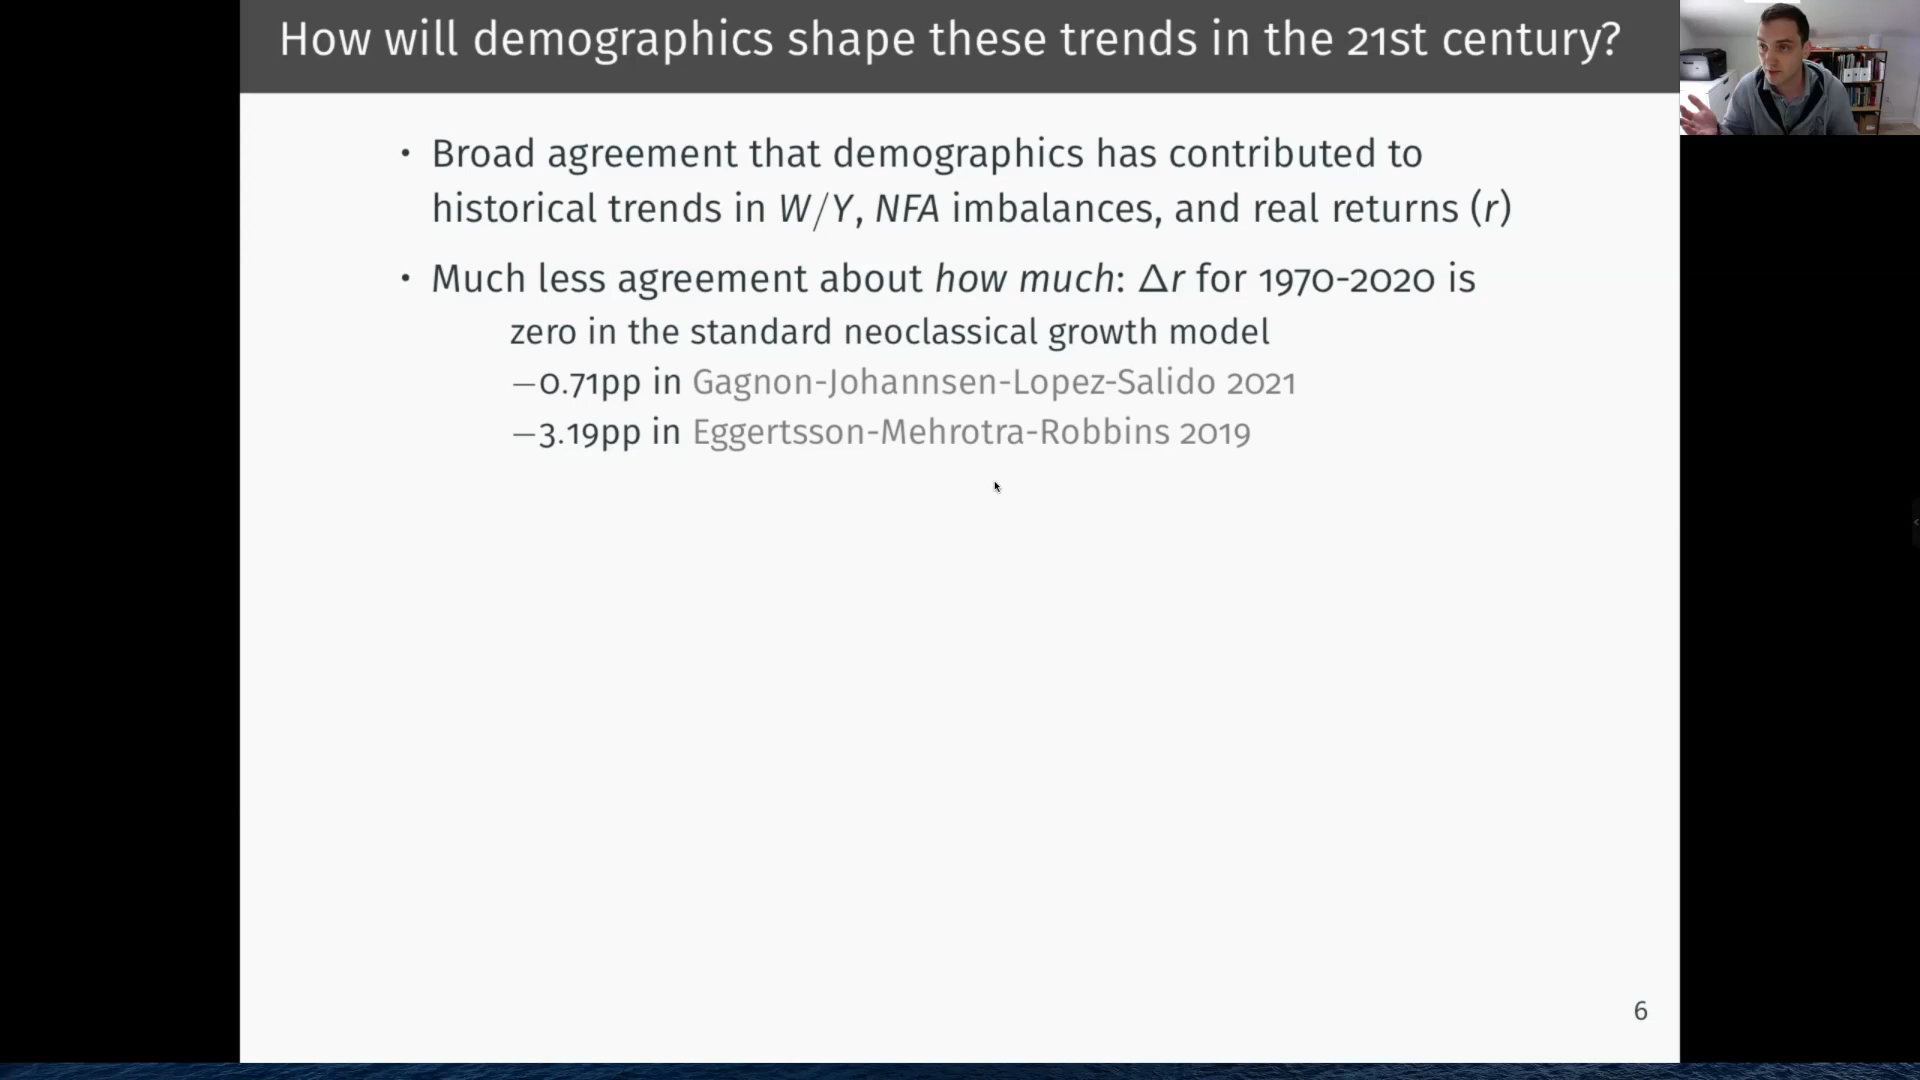 How will demographics shape these trends in the 21st century?
• Broad agreement that demographics has contributed to
historical trends in W/Y, NFA imbalances, and real returns (r)
• Much less agreement about how much: Δr for 1970-2020 is
zero in the standard neoclassical growth model
−0.71pp in Gagnon-Johannsen-Lopez-Salido 2021
−3.19pp in Eggertsson-Mehrotra-Robbins 2019
6